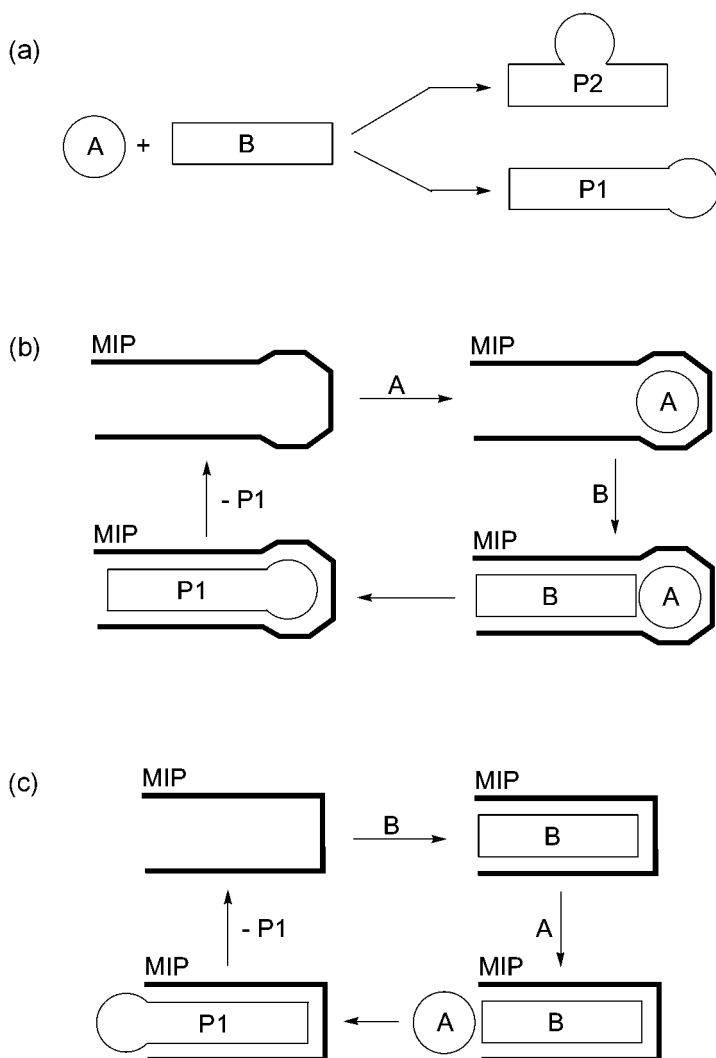 (a)
P2
A + B
P1
(b)
MIP MIP
A
A
- P1 B
MIP MIP
P1 B A
(c)
MIP MIP
B B
- P1 A
MIP MIP
P1 A B